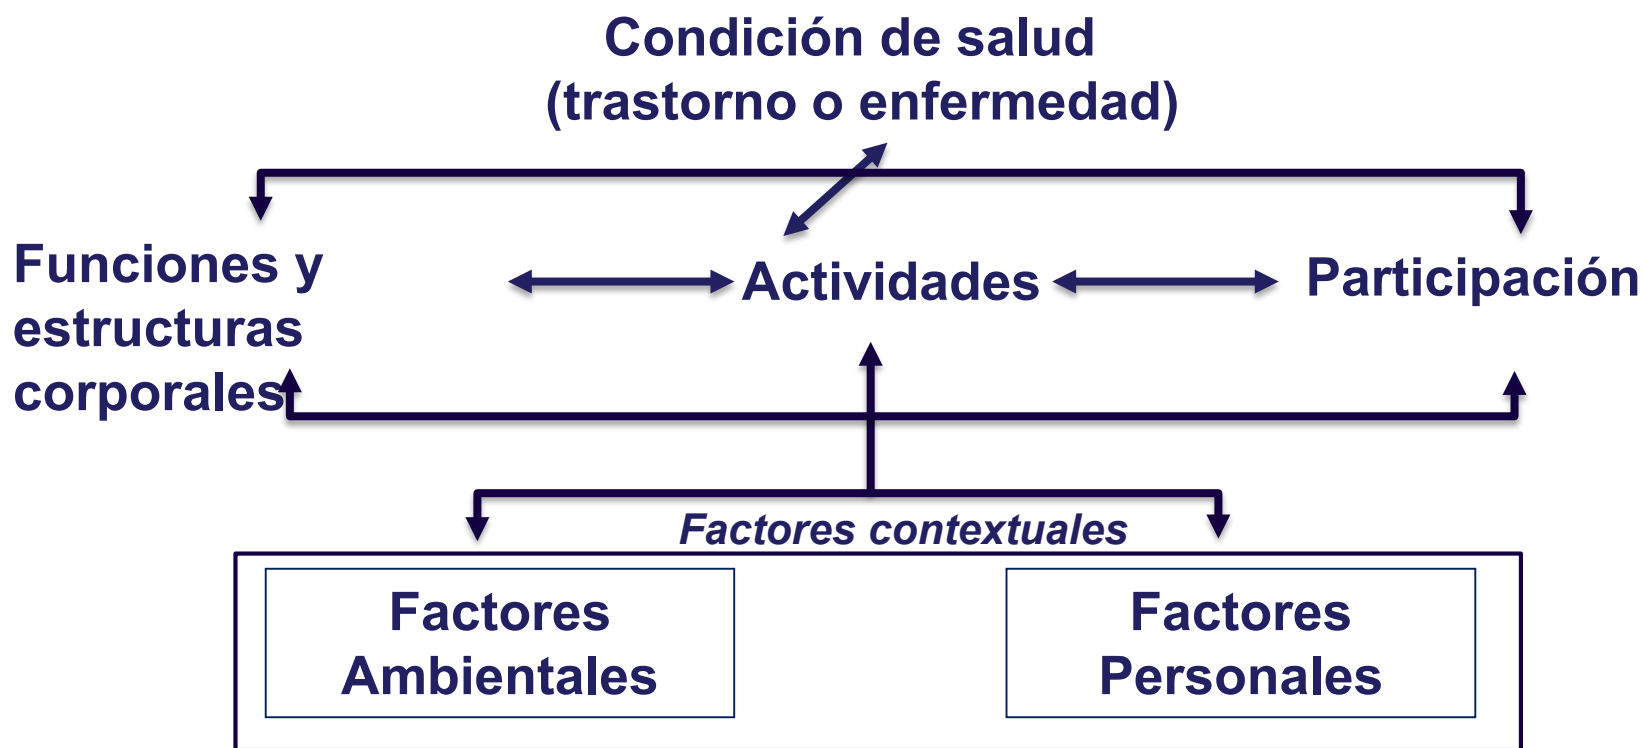 Condición de salud
(trastorno o enfermedad)
Funciones y
estructuras
corporales
Actividades
Participación
Factores contextuales
Factores
Ambientales
Factores
Personales